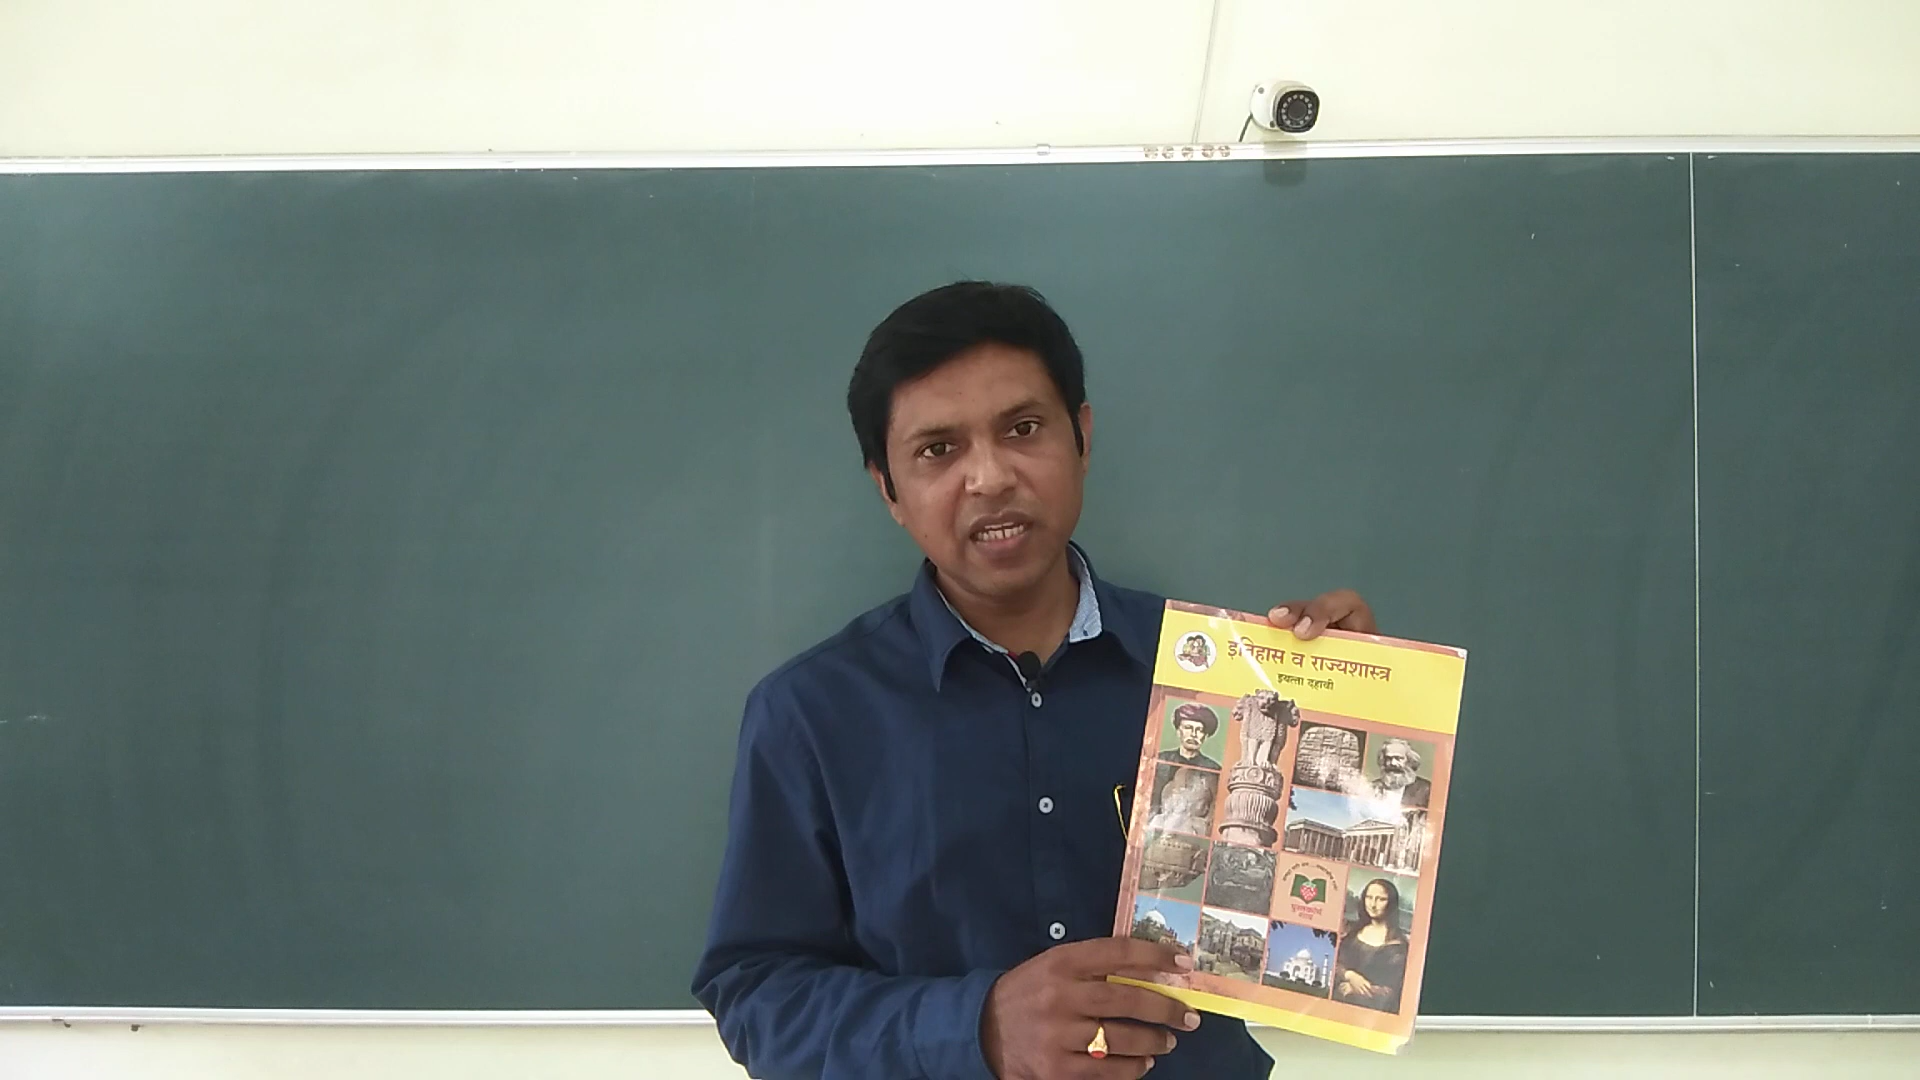 इतिहास व राज्यशास्त्र
इयत्ता दहावी